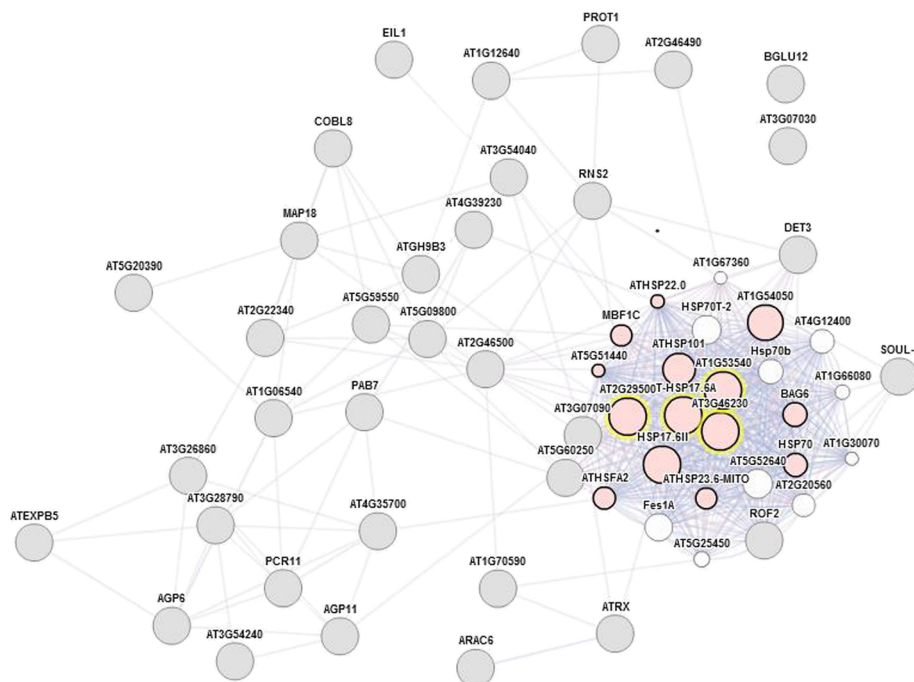 PROT1
EIL1
AT1G12640
AT2G46490
BGLU12
AT3G07030
COBL8
AT3G54040
RNS2
AT4G39230
MAP18
DET3
ATGH9B3
AT5G20390
AT1G67360
ATHSP22.0
AT2G22340
AT5G59550
AT5G09800
HSP70T-2
AT1G54050
MBF1C
AT4G12400
AT2G46500
ATHSP101
Hsp70b
SOUL-
AT5G51440
AT1G53540
AT1G66080
AT1G06540
PAB7
AT2G29500
T-HSP17.6A
BAG6
AT3G46230
AT3G07090
HSP17.6II
AT1G30070
HSP70
AT3G26860
AT5G60250
AT5G52640
ATHSFA2
ATHSP23.6-MITO
AT2G20560
AT3G28790
AT4G35700
Fes1A
ROF2
ATEXPB5
AT5G25450
PCR11
AT1G70590
AGP6
AGP11
ATRX
AT3G54240
ARAC6